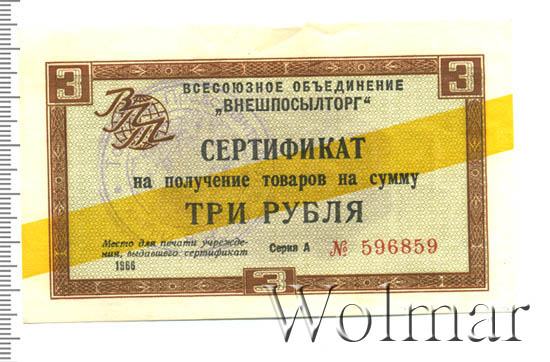 3 3
ВПТ
ВСЕСОЮЗНОЕ ОБЪЕДИНЕНИЕ
„ВНЕШПОСЫЛТОРГ“
СЕРТИФИКАТ
на получение товаров на сумму
ТРИ РУБЛЯ
Место для печати учрежде-
ния, выдавшего сертификат
1966
Серия А № 596859
3
Wolmar